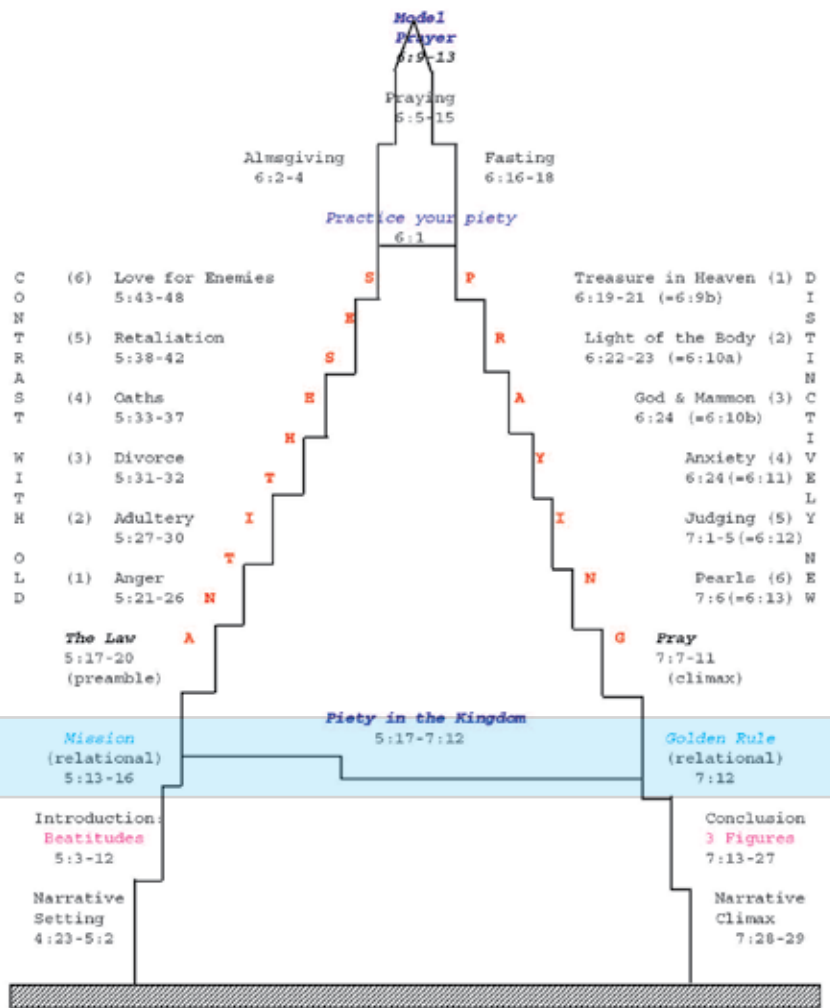 Model
Prayer
6:9-13
Praying
6:5-15
Almsgiving
6:2-4
Fasting
6:16-18
Practice your piety
6:1
CONTRAST WITH OLD
(6) Love for Enemies
5:43-48
(5) Retaliation
5:38-42
(4) Oaths
5:33-37
(3) Divorce
5:31-32
(2) Adultery
5:27-30
(1) Anger
5:21-26
The Law
5:17-20
(preamble)
S
E
S
E
H
T
I
T
N
A
P
R
A
Y
I
N
G
Treasure in Heaven (1)
6:19-21 (=6:9b)
Light of the Body (2)
6:22-23 (=6:10a)
God & Mammon (3)
6:24 (=6:10b)
Anxiety (4)
6:24(=6:11)
Judging (5)
7:1-5(=6:12)
Pearls (6)
7:6(=6:13)
DISTINCTIVELY NEW
Pray
7:7-11
(climax)
Piety in the Kingdom
5:17-7:12
Mission
(relational)
5:13-16
Golden Rule
(relational)
7:12
Introduction:
Beatitudes
5:3-12
Conclusion
3 Figures
7:13-27
Narrative
Setting
4:23-5:2
Narrative
Climax
7:28-29